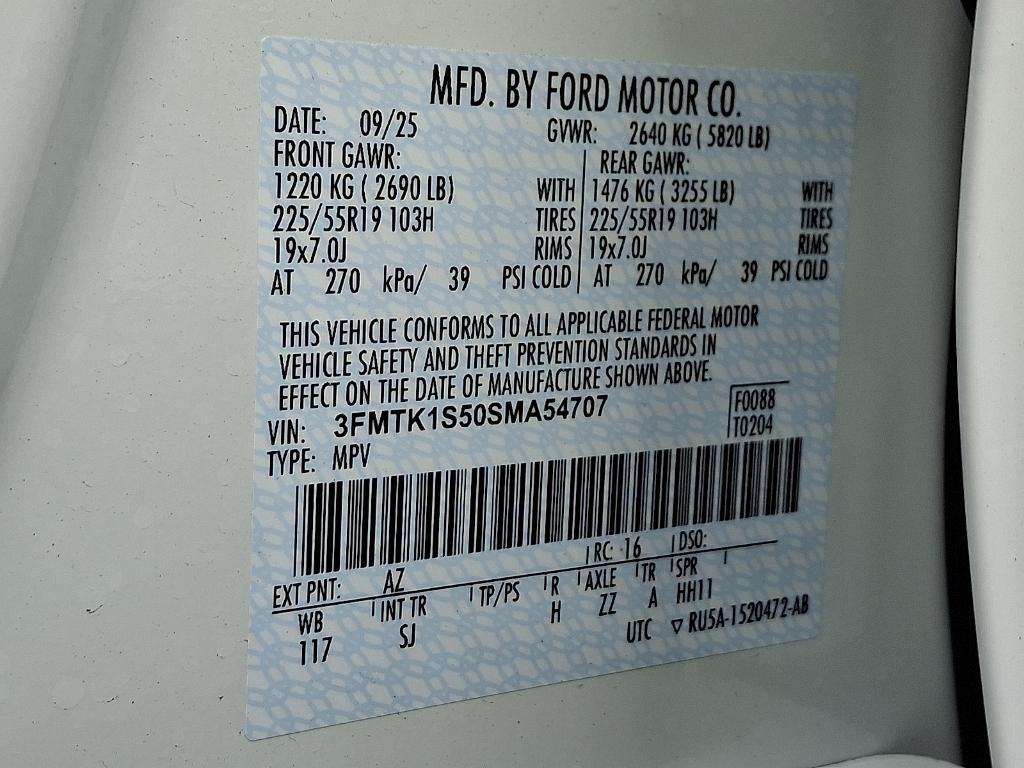 MFD. BY FORD MOTOR CO.
DATE: 09/25 GVWR: 2640 KG ( 5820 LB)
FRONT GAWR: REAR GAWR:
1220 KG ( 2690 LB) WITH 1476 KG ( 3255 LB) WITH
225/55R19 103H TIRES 225/55R19 103H TIRES
19x7.0J RIMS 19x7.0J RIMS
AT 270 kPa/ 39 PSI COLD AT 270 kPa/ 39 PSI COLD
THIS VEHICLE CONFORMS TO ALL APPLICABLE FEDERAL MOTOR
VEHICLE SAFETY AND THEFT PREVENTION STANDARDS IN
EFFECT ON THE DATE OF MANUFACTURE SHOWN ABOVE.
VIN: 3FMTK1S50SMA54707 F0088
TYPE: MPV T0204
EXT PNT: AZ RC: 16 DSO:
WB INT TR TP/PS R AXLE TR SPR
117 SJ H ZZ A HH11
UTC ▽ RU5A-1520472-AB